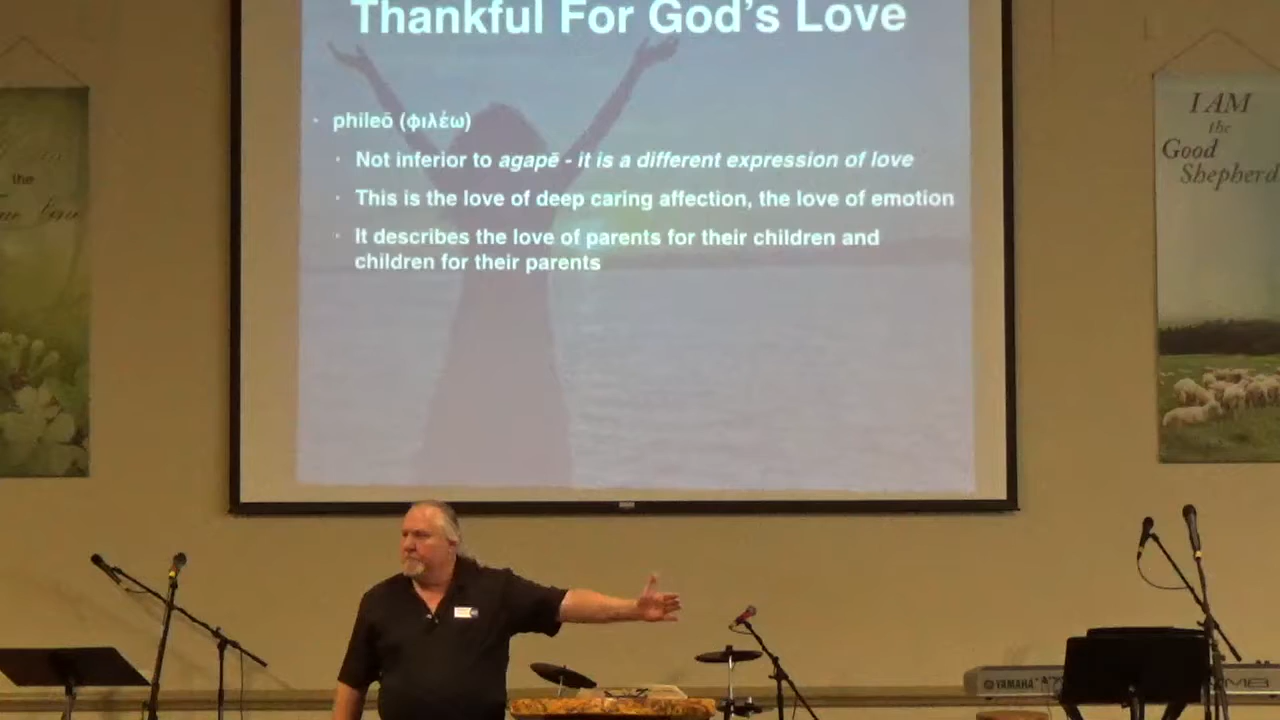 Thankful For God's Love
phileō (φιλέω)
Not inferior to agapē - it is a different expression of love
This is the love of deep caring affection, the love of emotion
It describes the love of parents for their children and
children for their parents
the
I AM
the
Good
Shepherd
YAMAHA